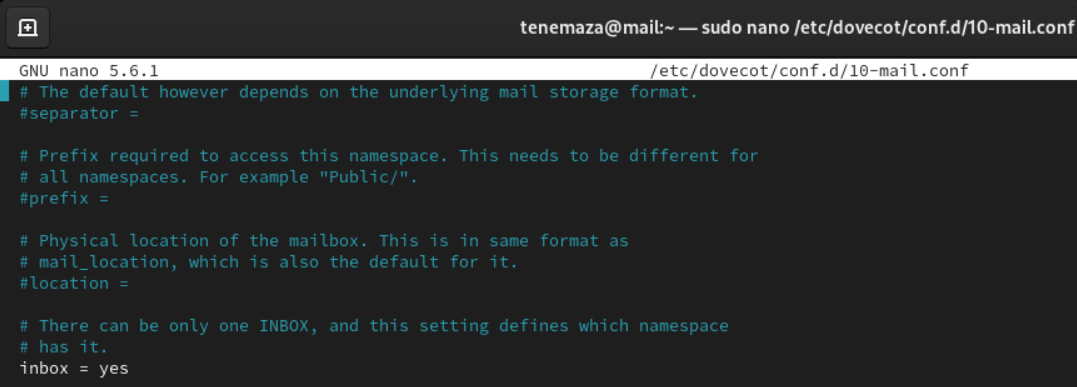 tenemaza@mail:~ — sudo nano /etc/dovecot/conf.d/10-mail.conf
GNU nano 5.6.1 /etc/dovecot/conf.d/10-mail.conf
# The default however depends on the underlying mail storage format.
#separator =
# Prefix required to access this namespace. This needs to be different for
# all namespaces. For example "Public/".
#prefix =
# Physical location of the mailbox. This is in same format as
# mail_location, which is also the default for it.
#location =
# There can be only one INBOX, and this setting defines which namespace
# has it.
inbox = yes